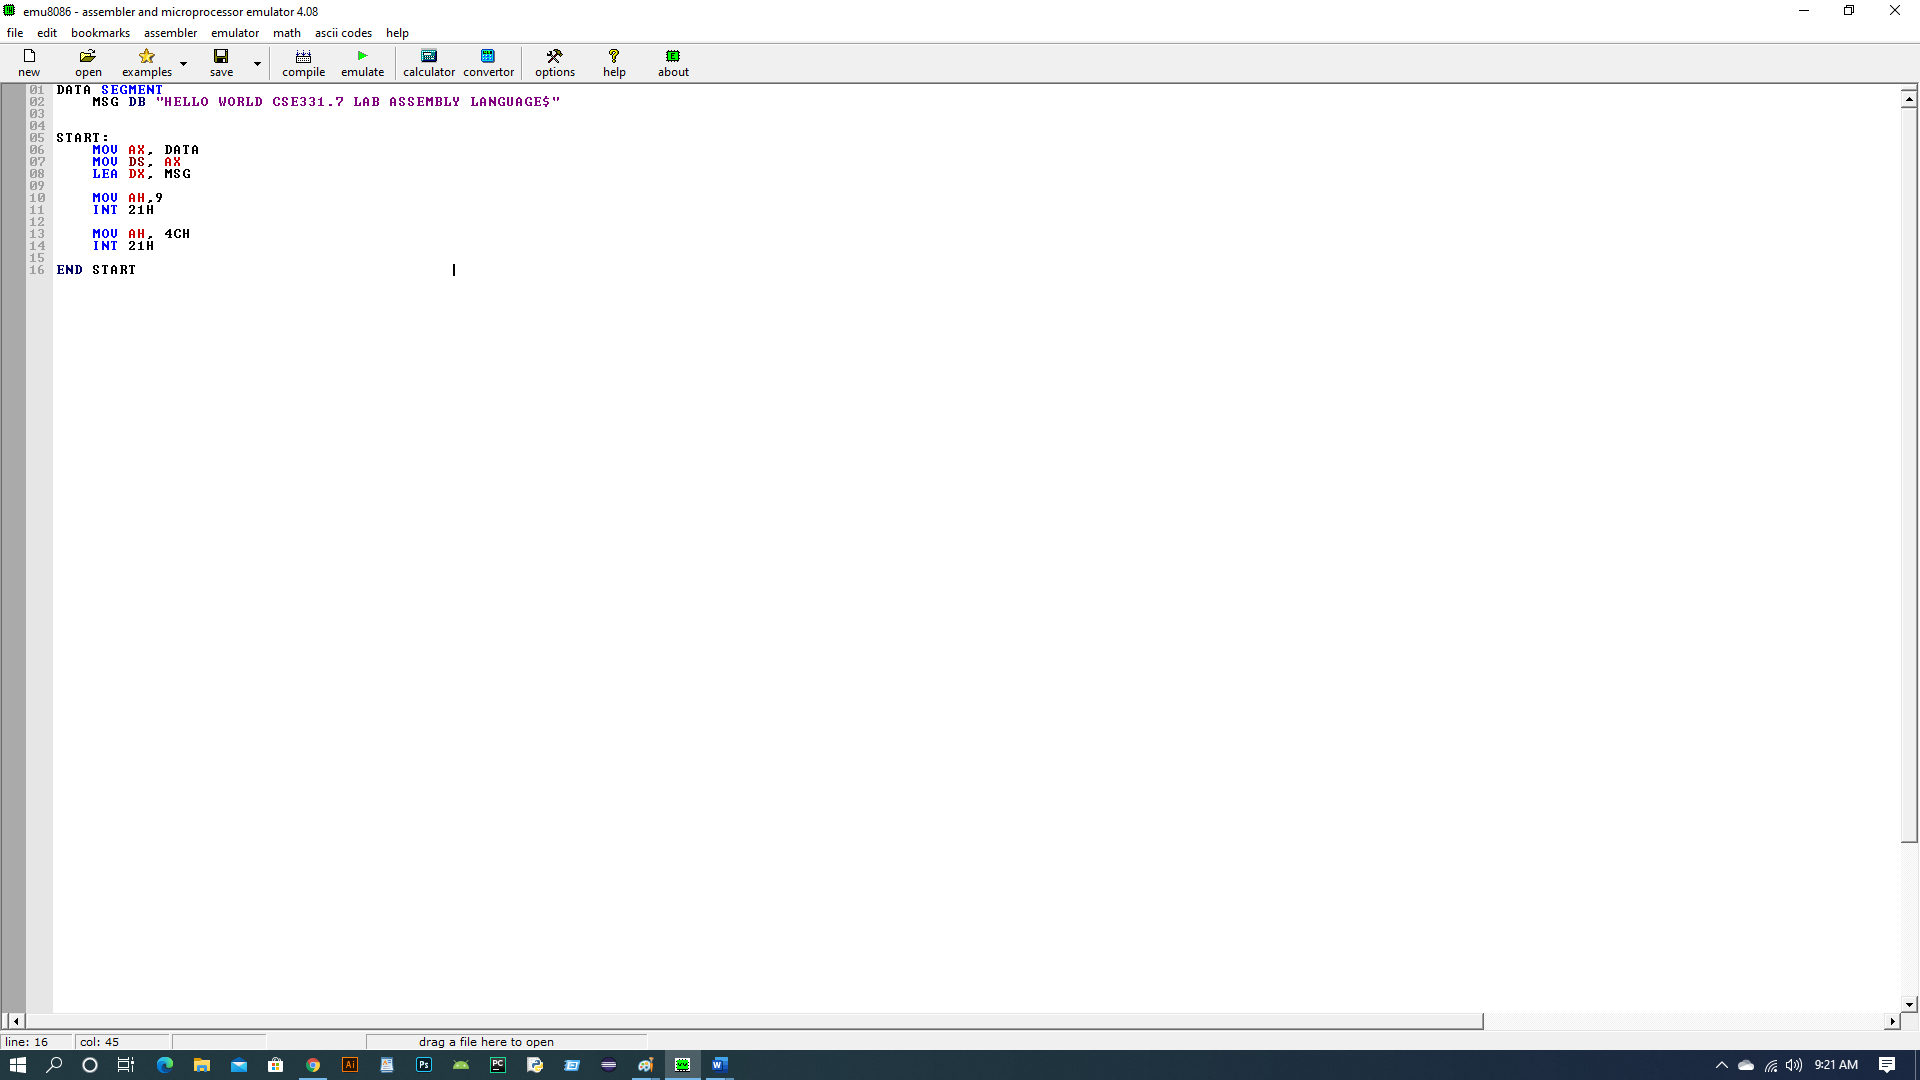 emu8086 - assembler and microprocessor emulator 4.08
file edit bookmarks assembler emulator math ascii codes help
new open examples save compile emulate calculator convertor options help about
01 DATA SEGMENT
02 MSG DB "HELLO WORLD CSE331.7 LAB ASSEMBLY LANGUAGE$"
03
04
05 START:
06 MOV AX, DATA
07 MOV DS, AX
08 LEA DX, MSG
09
10 MOV AH,9
11 INT 21H
12
13 MOV AH, 4CH
14 INT 21H
15
16 END START
line: 16 col: 45 drag a file here to open
Ai Ps PC W 9:21 AM